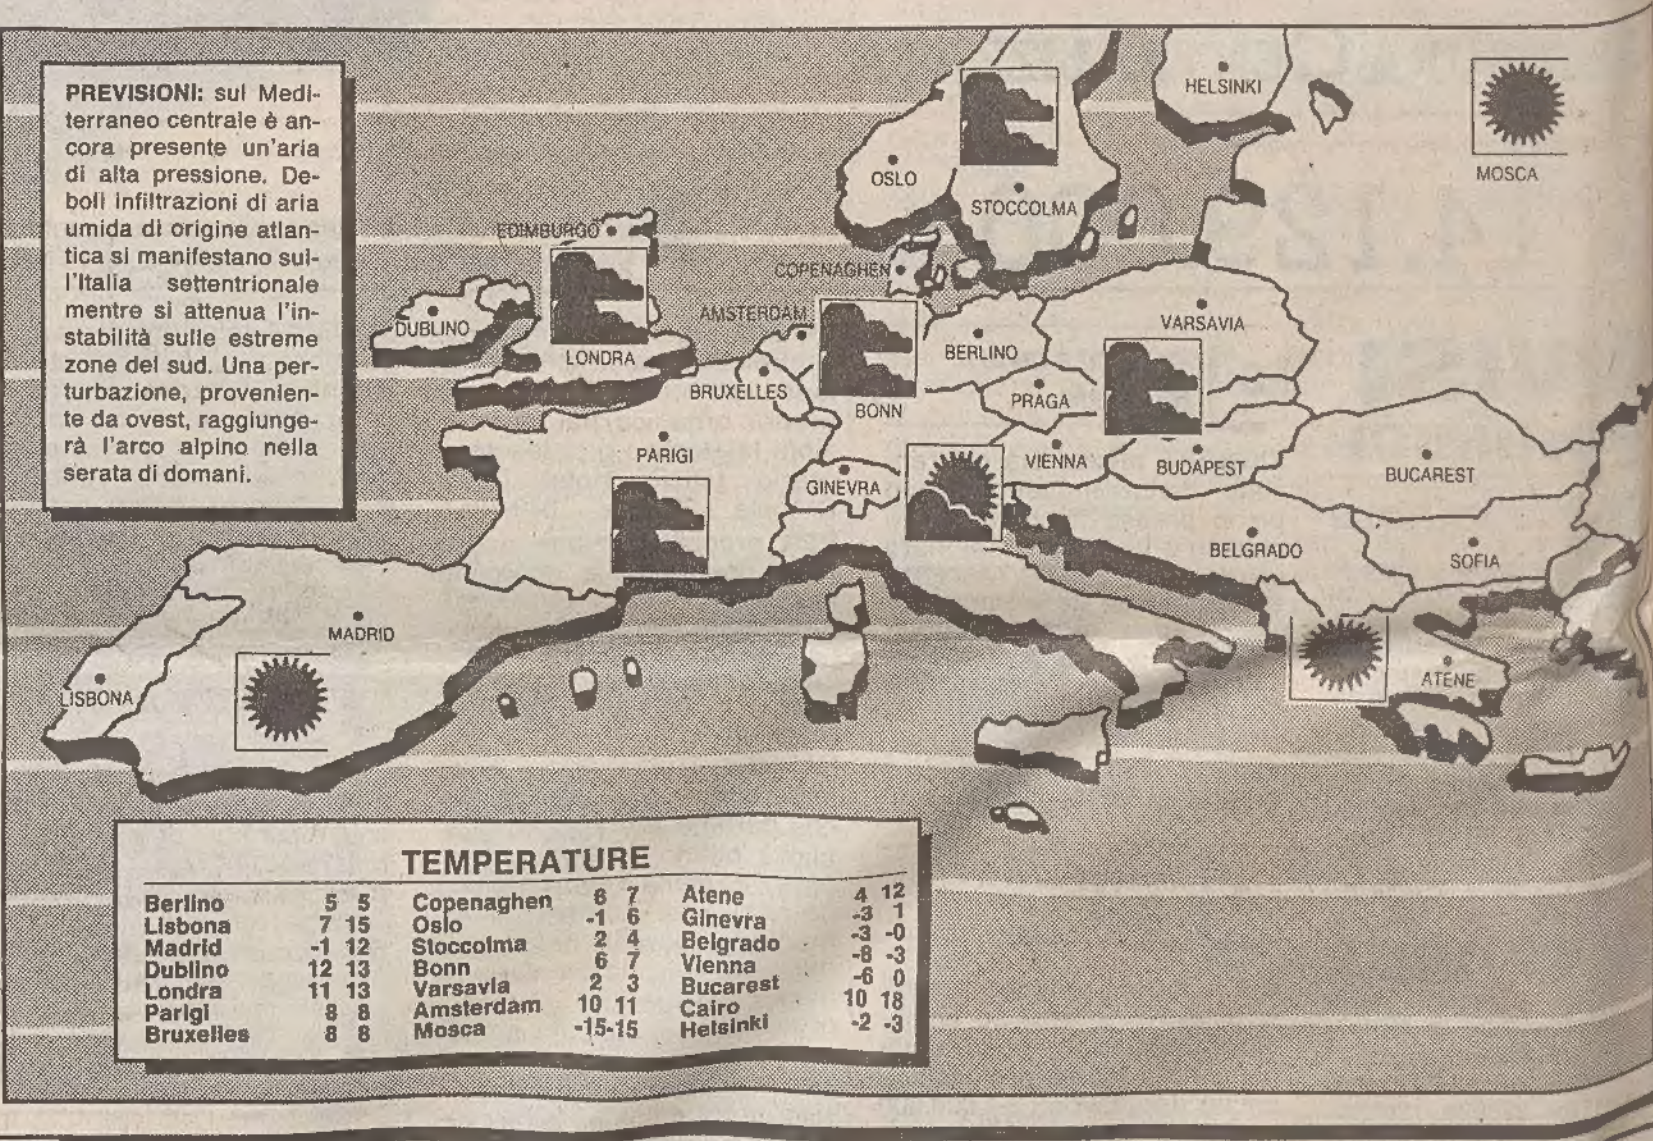 PREVISIONI: sul Medi-
terraneo centrale è an-
cora presente un'aria
di alta pressione. De-
boli infiltrazioni di aria
umida di origine atlan-
tica si manifestano sul-
l'Italia settentrionale
mentre si attenua l'in-
stabilità sulle estreme
zone del sud. Una per-
turbazione, provenien-
te da ovest, raggiunge-
rà l'arco alpino nella
serata di domani.
HELSINKI
MOSCA
OSLO
STOCCOLMA
EDIMBURGO
COPENAGHEN
DUBLINO
AMSTERDAM
VARSAVIA
LONDRA
BERLINO
BRUXELLES
BONN
PRAGA
PARIGI
VIENNA
BUDAPEST
BUCAREST
GINEVRA
BELGRADO
SOFIA
MADRID
LISBONA
ATENE
TEMPERATURE
Berlino 5 5
Lisbona 7 15
Madrid -1 12
Dublino 12 13
Londra 11 13
Parigi 8 8
Bruxelles 8 8
Copenaghen 6 7
Oslo -1 6
Stoccolma 2 4
Bonn 6 7
Varsavia 2 3
Amsterdam 10 11
Mosca -15-15
Atene 4 12
Ginevra -3 1
Belgrado -3 -0
Vienna -8 -3
Bucarest -6 0
Cairo 10 18
Helsinki -2 -3